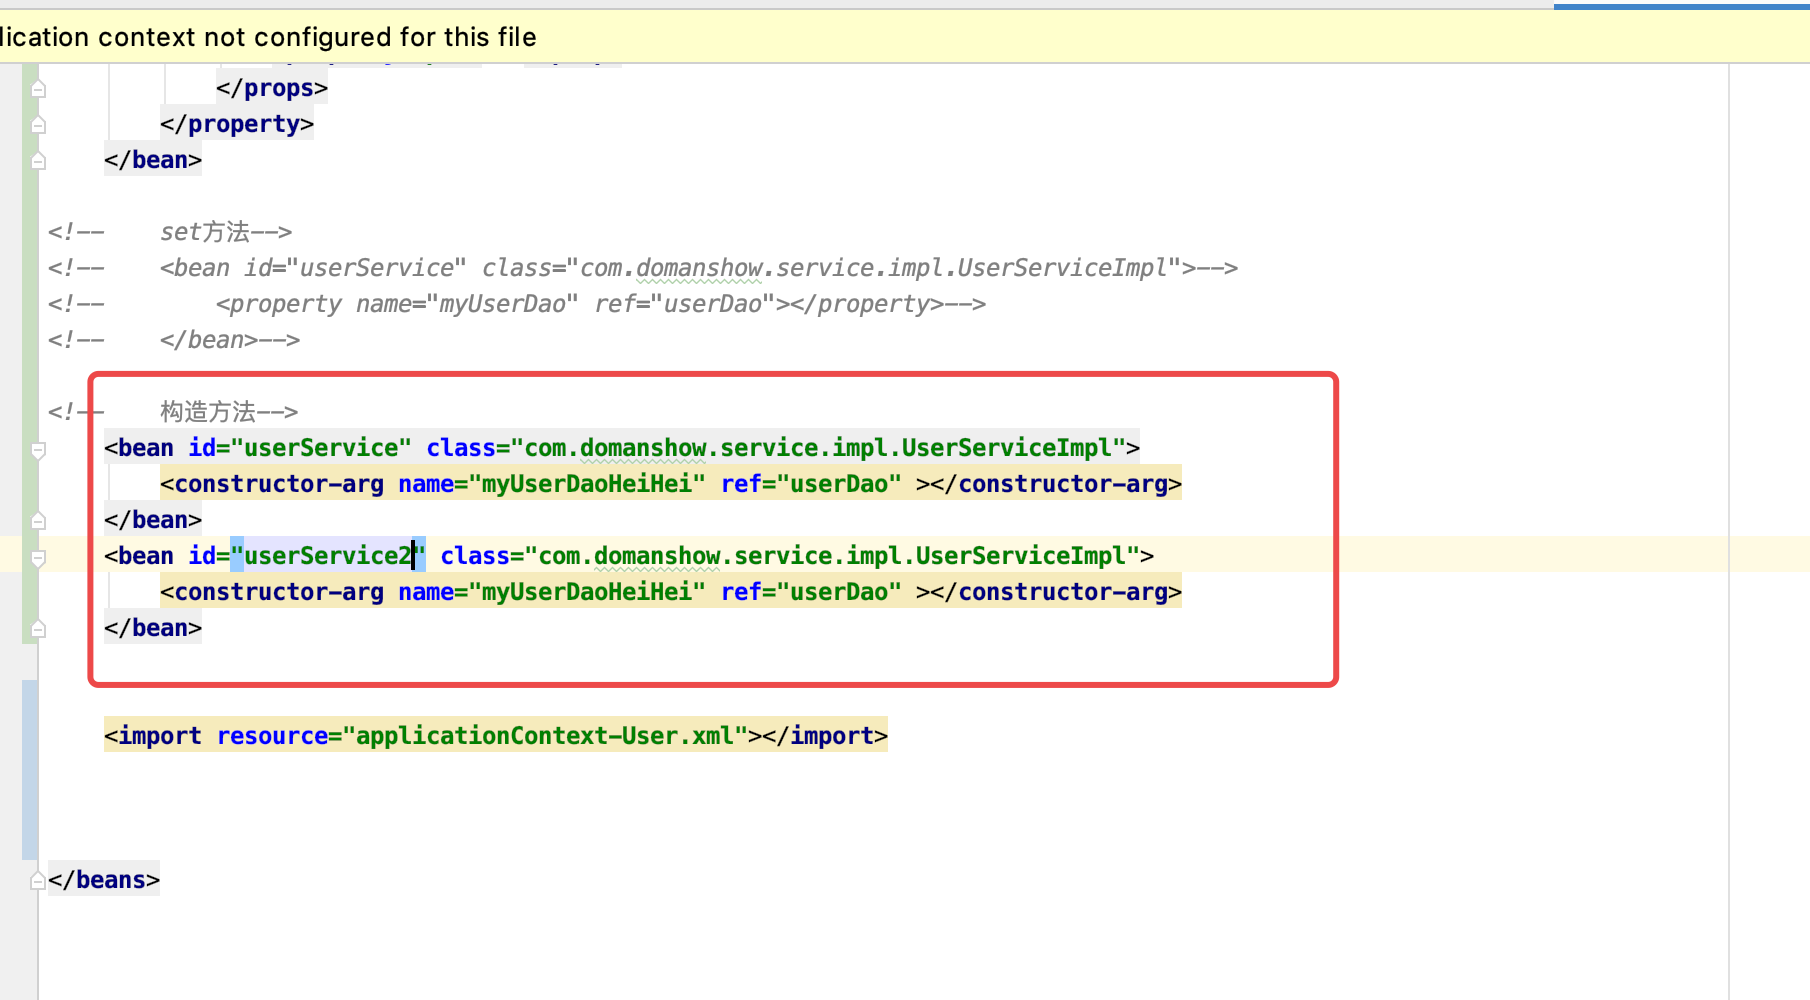 lication context not configured for this file
</props>
</property>
</bean>
<!--    set方法-->
<!--    <bean id="userService" class="com.domanshow.service.impl.UserServiceImpl">-->
<!--        <property name="myUserDao" ref="userDao"></property>-->
<!--    </bean>-->
<!--    构造方法-->
<bean id="userService" class="com.domanshow.service.impl.UserServiceImpl">
<constructor-arg name="myUserDaoHeiHei" ref="userDao" ></constructor-arg>
</bean>
<bean id="userService2" class="com.domanshow.service.impl.UserServiceImpl">
<constructor-arg name="myUserDaoHeiHei" ref="userDao" ></constructor-arg>
</bean>
<import resource="applicationContext-User.xml"></import>
</beans>